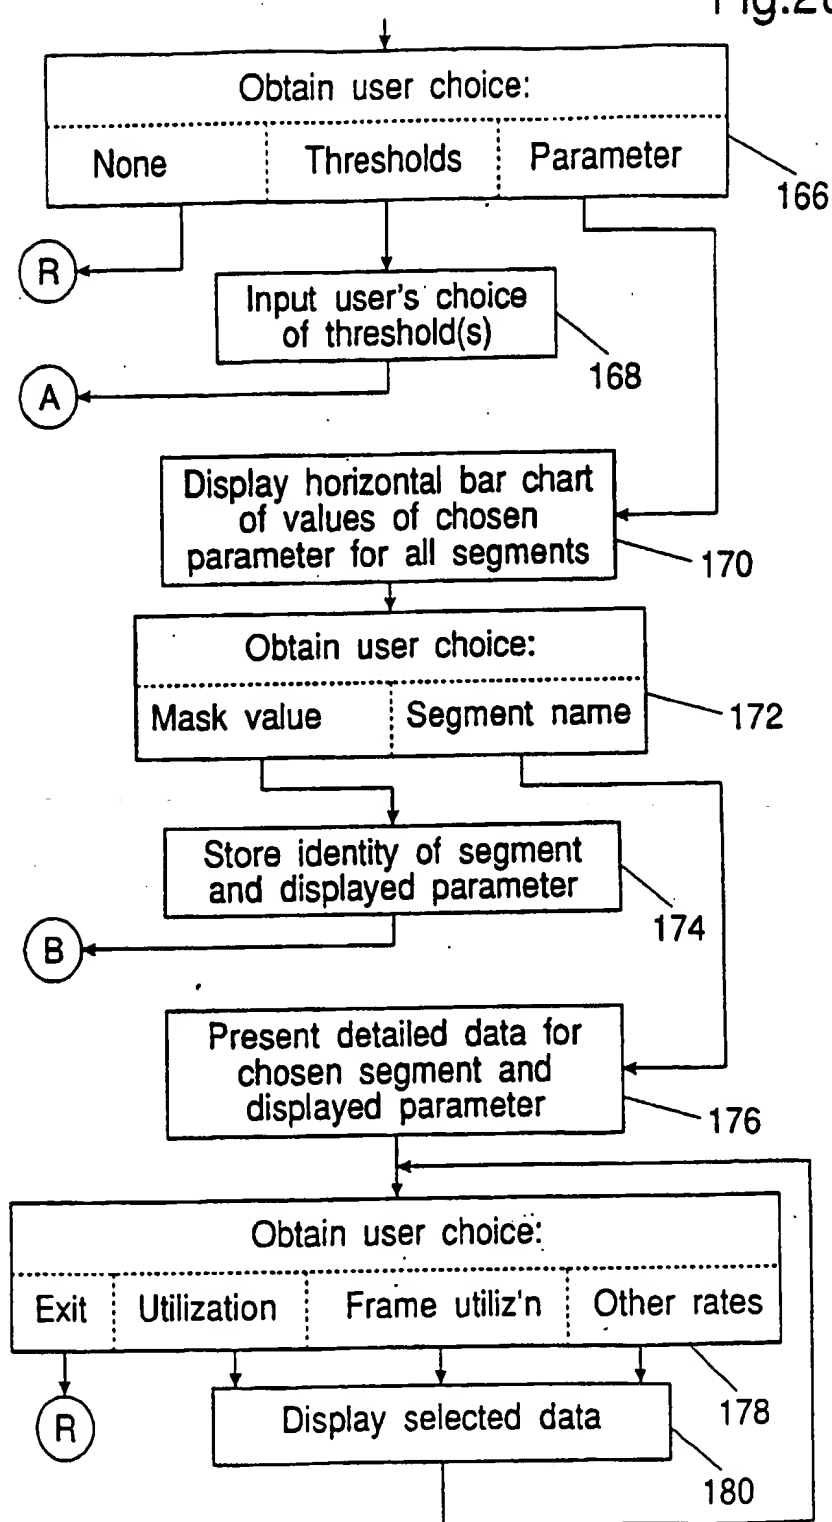 Obtain user choice:
None Thresholds Parameter
166
R
Input user's choice
of threshold(s)
168
A
Display horizontal bar chart
of values of chosen
parameter for all segments
170
Obtain user choice:
Mask value Segment name
172
Store identity of segment
and displayed parameter
174
B
Present detailed data for
chosen segment and
displayed parameter
176
Obtain user choice:
Exit Utilization Frame utiliz'n Other rates
178
R
Display selected data
180